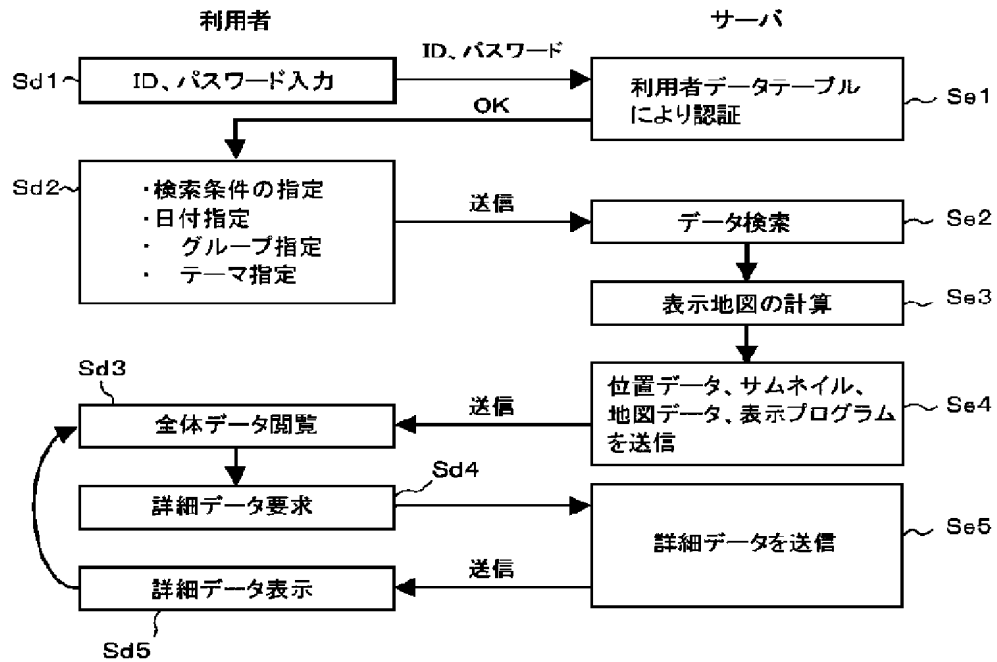 利用者
サーバ
Sd1
ID、パスワード入力
ID、パスワード
利用者データテーブル
により認証
Se1
OK
Sd2
・検索条件の指定
・日付指定
・ グループ指定
・ テーマ指定
送信
データ検索
Se2
表示地図の計算
Se3
Sd3
全体データ閲覧
送信
位置データ、サムネイル、
地図データ、表示プログラム
を送信
Se4
Sd4
詳細データ要求
詳細データを送信
Se5
送信
詳細データ表示
Sd5